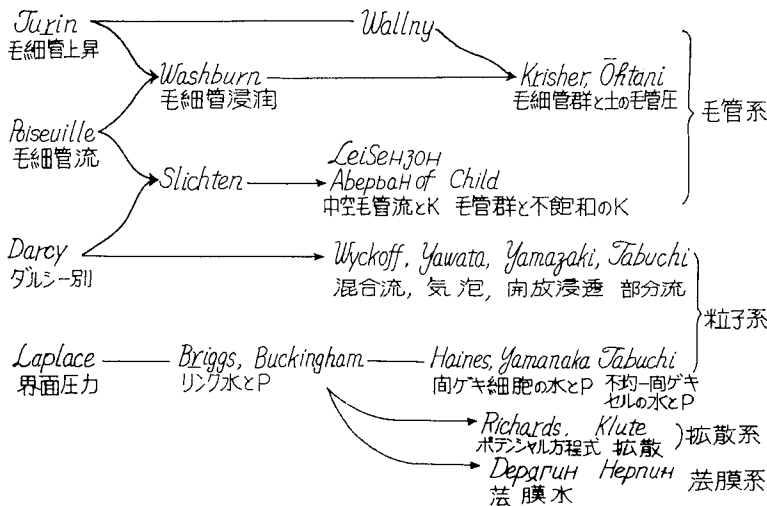 Jurin
毛細管上昇
Wallny
Washburn
毛細管浸潤
Krisher, Ōhtani
毛細管群と土の毛管圧
毛管系
Poiseuille
毛細管流
Slichten
LeiSeнзон
Aверваn of Child
中空毛管流とK 毛管群と不飽和のK
Darcy
ダルシー別
Wyckoff, Yawata, Yamazaki, Tabuchi
混合流, 気泡, 開放浸透 部分流
粒子系
Laplace
界面圧力
Briggs, Buckingham
リンク水とP
Haines, Yamanaka Tabuchi
間ゲキ細胞の水とP 不均一間ゲキ
セルの水とP
Richards, Klute
ポテンシャル方程式 拡散
拡散系
Dерагин Нерпин
薄膜水
薄膜系